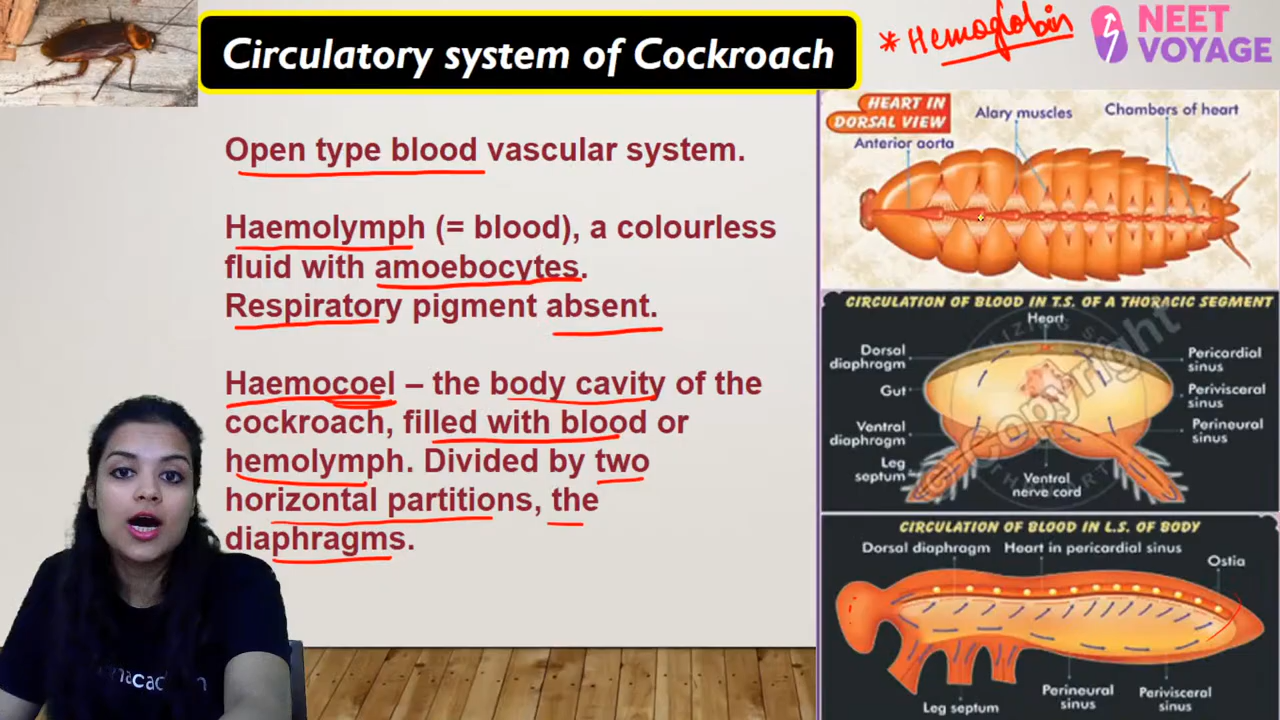 Circulatory system of Cockroach
* Hemoglobin
NEET
VOYAGE
Open type blood vascular system.
Haemolymph (= blood), a colourless
fluid with amoebocytes.
Respiratory pigment absent.
Haemocoel – the body cavity of the
cockroach, filled with blood or
hemolymph. Divided by two
horizontal partitions, the
diaphragms.
HEART IN
DORSAL VIEW
Alary muscles
Chambers of heart
Anterior aorta
CIRCULATION OF BLOOD IN T.S. OF A THORACIC SEGMENT
Heart
Dorsal
diaphragm
Gut
Ventral
diaphragm
Leg
septum
Ventral
nerve cord
Pericardial
sinus
Perivisceral
sinus
Perineural
sinus
Copyright
CIRCULATION OF BLOOD IN L.S. OF BODY
Dorsal diaphragm
Heart in pericardial sinus
Ostia
Leg septum
Perineural
sinus
Perivisceral
sinus